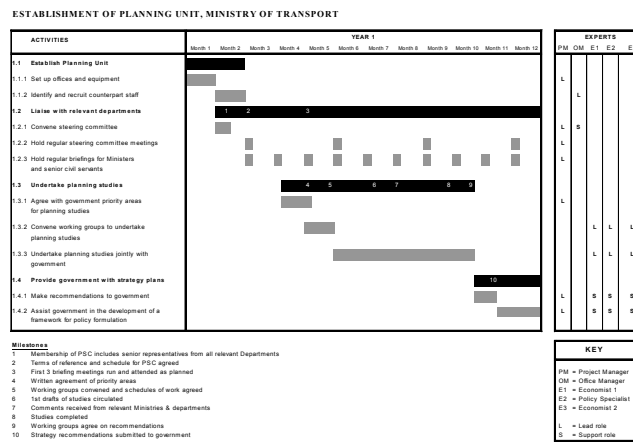 ESTABLISHMENT OF PLANNING UNIT, MINISTRY OF TRANSPORT
ACTIVITIES YEAR 1 EXPERTS
Month 1 Month 2 Month 3 Month 4 Month 5 Month 6 Month 7 Month 8 Month 9 Month 10 Month 11 Month 12 PM OM E1 E2
1.1 Establish Planning Unit
1.1.1 Set up offices and equipment L
1.1.2 Identify and recruit counterpart staff L
1.2 Liaise with relevant departments 1 2 3
1.2.1 Convene steering committee L S
1.2.2 Hold regular steering committee meetings L
1.2.3 Hold regular briefings for Ministers L
and senior civil servants
1.3 Undertake planning studies 4 5 6 7 8 9
1.3.1 Agree with government priority areas L
for planning studies
1.3.2 Convene working groups to undertake L L L
planning studies
1.3.3 Undertake planning studies jointly with L L L
government
1.4 Provide government with strategy plans 10
1.4.1 Make recommendations to government L S S S
1.4.2 Assist government in the development of a L S S S
framework for policy formulation
Milestones
1 Membership of PSC includes senior representatives from all relevant Departments
2 Terms of reference and schedule for PSC agreed
3 First 3 briefing meetings run and attended as planned
4 Written agreement of priority areas
5 Working groups convened and schedules of work agreed
6 1st drafts of studies circulated
7 Comments received from relevant Ministries & departments
8 Studies completed
9 Working groups agree on recommendations
10 Strategy recommendations submitted to government
KEY
PM = Project Manager
OM = Office Manager
E1 = Economist 1
E2 = Policy Specialist
E3 = Economist 2
L = Lead role
S = Support role